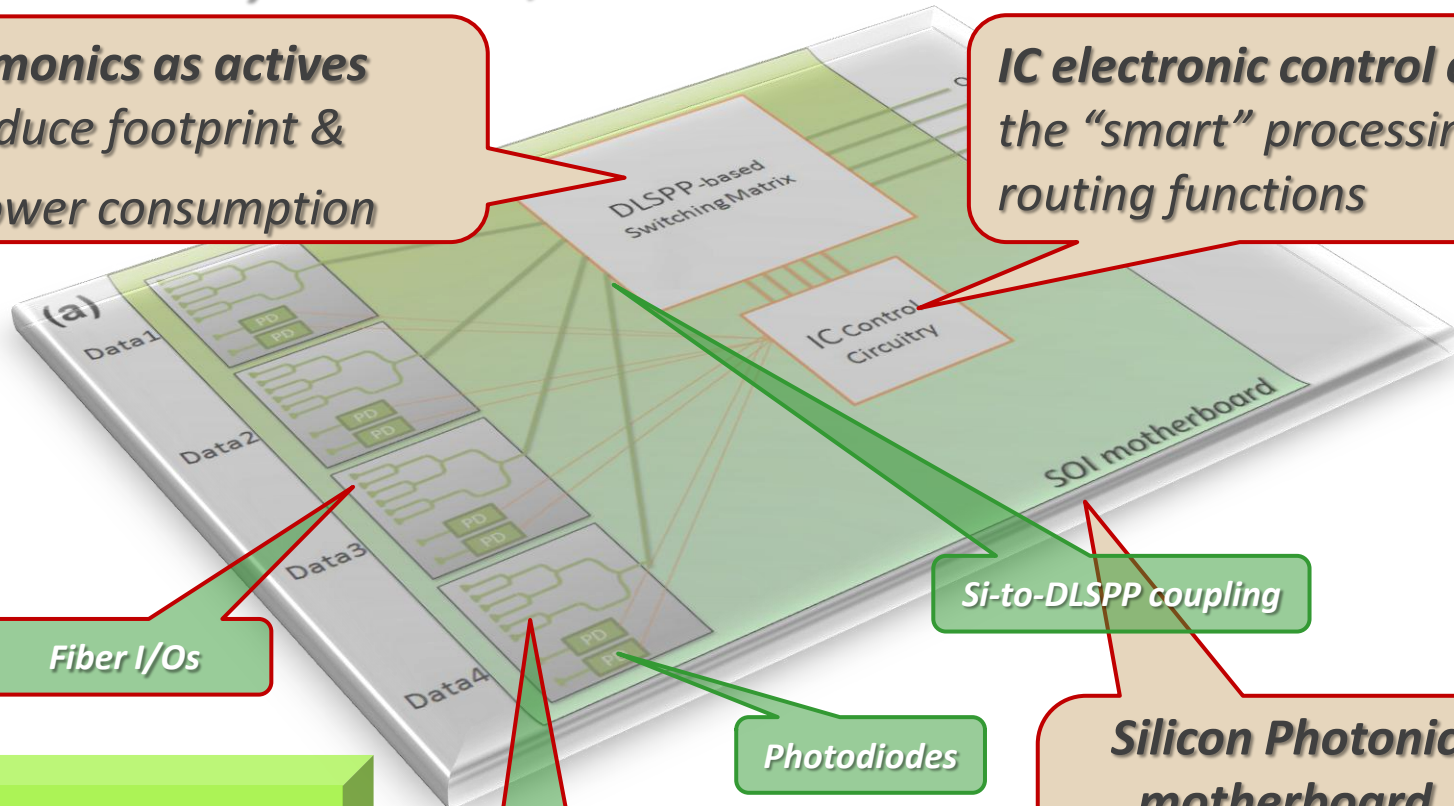 monics as actives
duce footprint &
ower consumption
IC electronic control
the “smart”
routing functions
DLSPP-based
Switching Matrix
IC Control
Circuitry
(a)
Data1
PD
PD
Data2
PD
PD
Data3
PD
PD
Data4
PD
PD
SOI motherboard
Si-to-DLSPP coupling
Fiber I/Os
Photodiodes
Silicon Photonic
motherboard